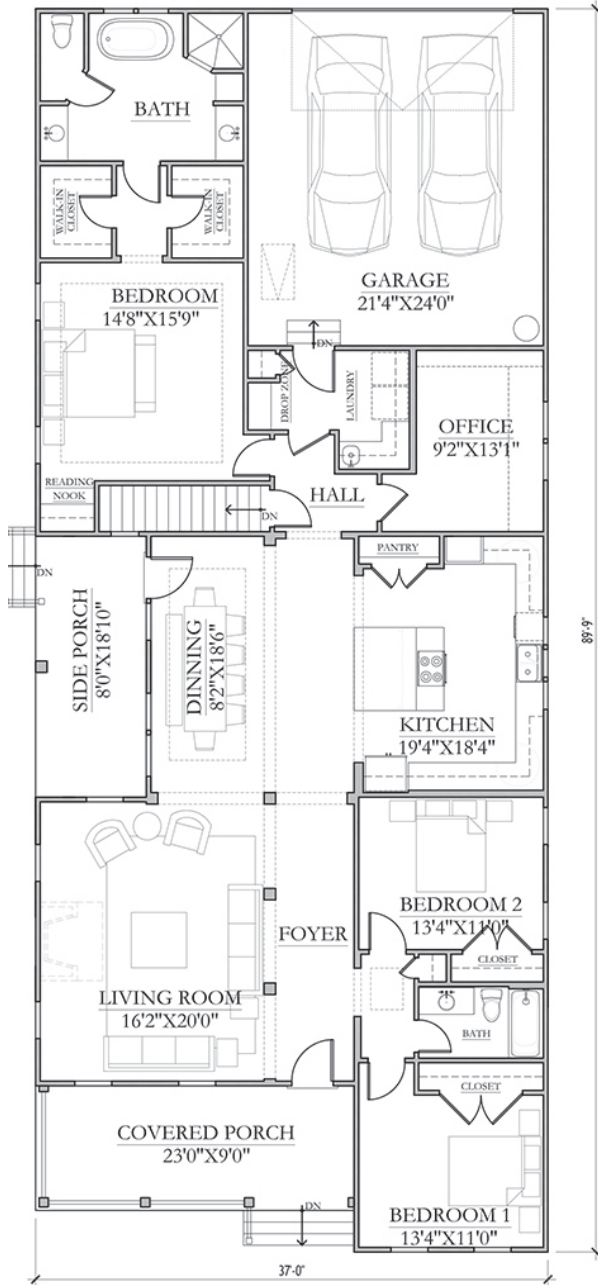 BATH
WALK-IN
CLOSET
WALK-IN
CLOSET
GARAGE
21'4"X24'0"
BEDROOM
14'8"X15'9"
DN
DROP ZONE
LAUNDRY
OFFICE
9'2"X13'1"
READING
NOOK
HALL
DN
PANTRY
DN
SIDE PORCH
8'0"X18'10"
DINNING
8'2"X18'6"
89'-9"
KITCHEN
19'4"X18'4"
BEDROOM 2
13'4"X11'0"
CLOSET
FOYER
LIVING ROOM
16'2"X20'0"
BATH
CLOSET
COVERED PORCH
23'0"X9'0"
DN
BEDROOM 1
13'4"X11'0"
37'-0"